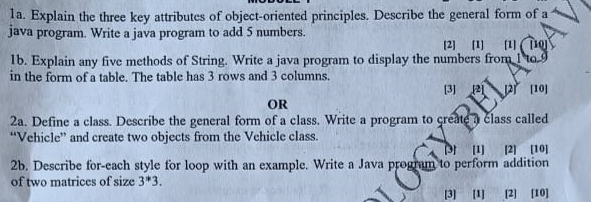 1a. Explain the three key attributes of object-oriented principles. Describe the general form of a
java program. Write a java program to add 5 numbers.
[2] [1] [1] [10]
1b. Explain any five methods of String. Write a java program to display the numbers from 1 to 9
in the form of a table. The table has 3 rows and 3 columns.
[3] [2] [2] [10]
OR
2a. Define a class. Describe the general form of a class. Write a program to create a class called
“Vehicle” and create two objects from the Vehicle class.
[3] [1] [2] [10]
2b. Describe for-each style for loop with an example. Write a Java program to perform addition
of two matrices of size 3*3.
[3] [1] [2] [10]